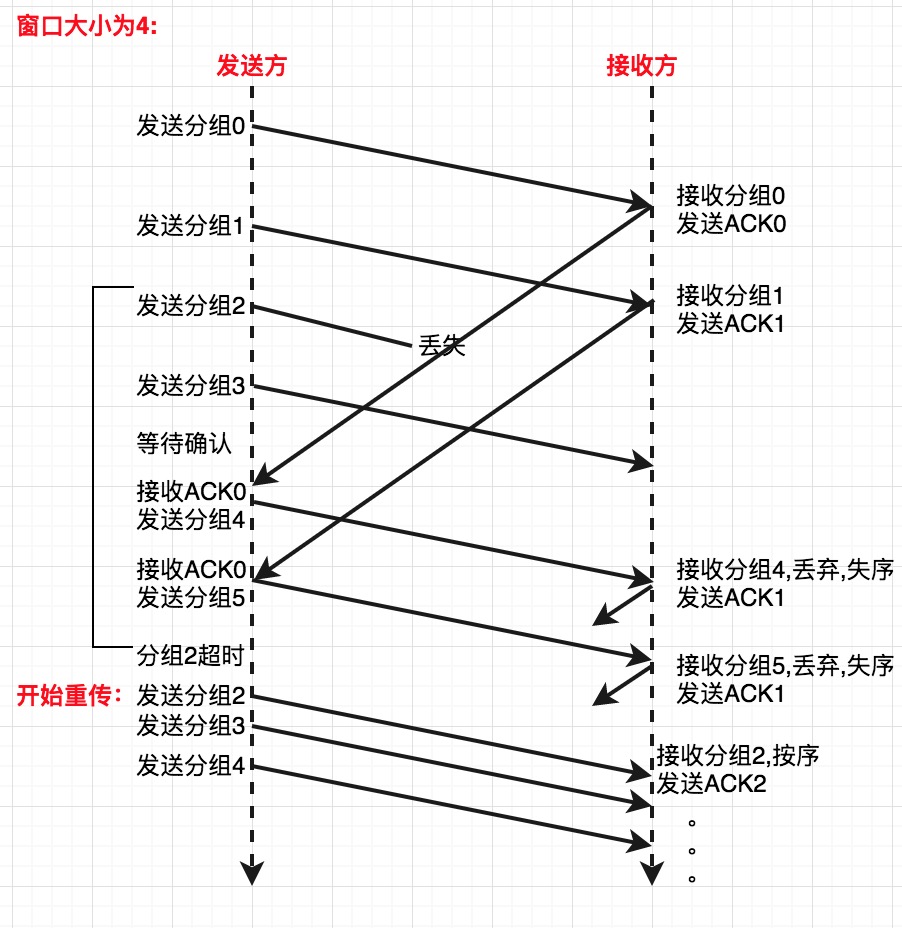 窗口大小为4:
发送方
接收方
发送分组0
接收分组0
发送ACK0
发送分组1
接收分组1
发送ACK1
发送分组2
丢失
发送分组3
等待确认
接收ACK0
发送分组4
接收ACK0
发送分组5
接收分组4,丢弃,失序
发送ACK1
分组2超时
接收分组5,丢弃,失序
发送ACK1
开始重传：
发送分组2
发送分组3
发送分组4
接收分组2,按序
发送ACK2
。
。
。